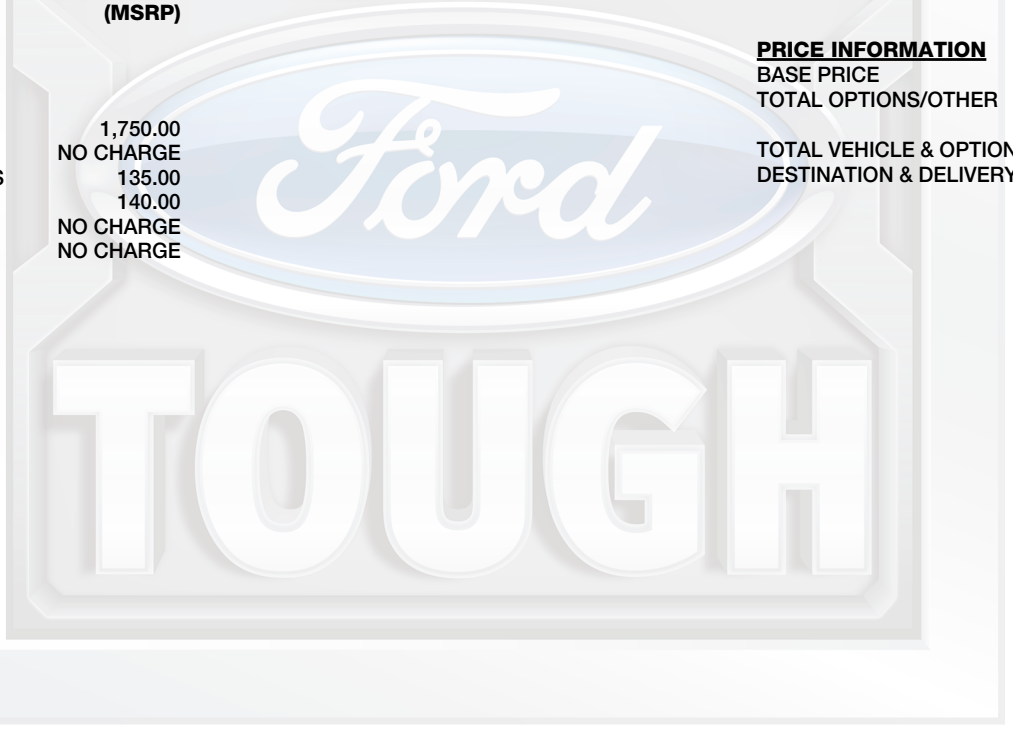 (MSRP)
1,750.00
NO CHARGE
S 135.00
140.00
NO CHARGE
NO CHARGE
PRICE INFORMATION
BASE PRICE
TOTAL OPTIONS/OTHER
TOTAL VEHICLE & OPTION
DESTINATION & DELIVERY
Ford
TOUGH